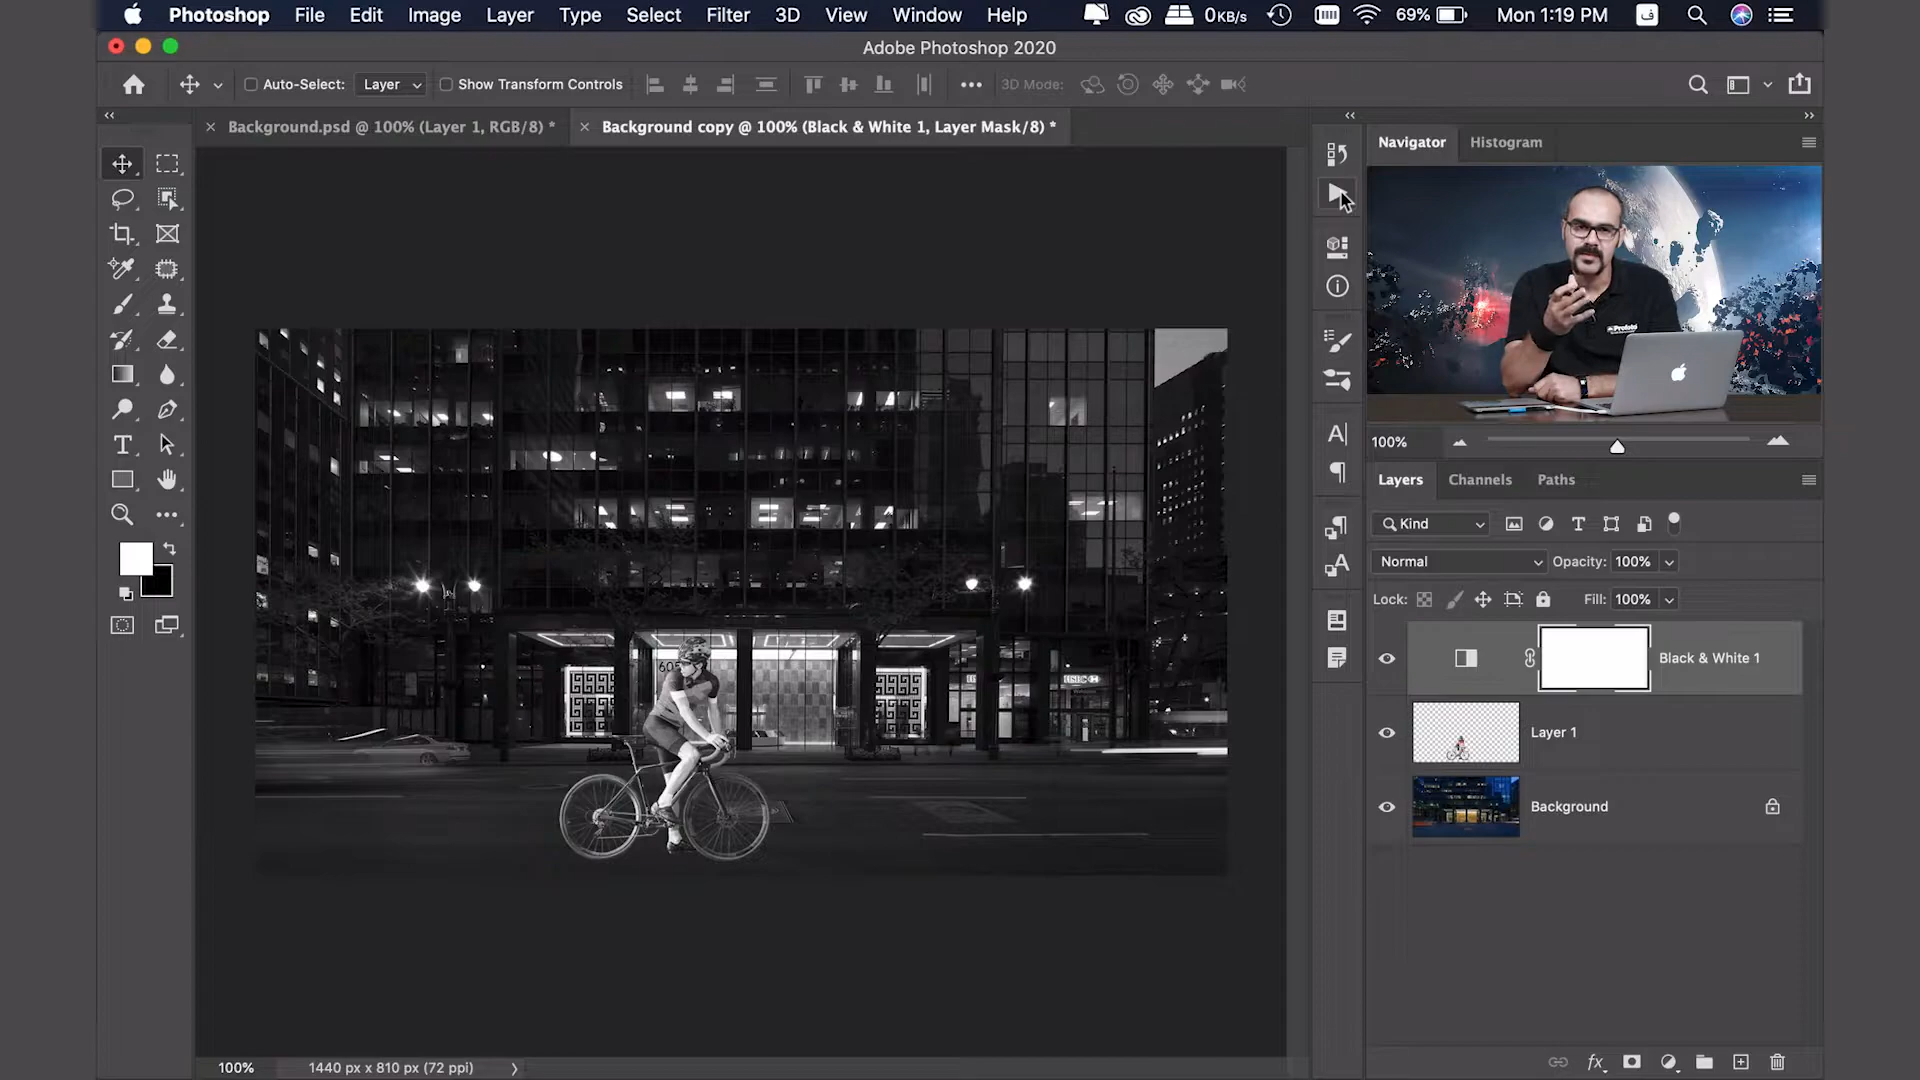 Photoshop File Edit Image Layer Type Select Filter 3D View Window Help 0KB/s 69% Mon 1:19 PM ف
Adobe Photoshop 2020
Auto-Select: Layer Show Transform Controls 3D Mode:
Background.psd @ 100% (Layer 1, RGB/8) * Background copy @ 100% (Black & White 1, Layer Mask/8) *
Navigator Histogram
Profoto
100%
Layers Channels Paths
Kind
Normal Opacity: 100%
Lock: Fill: 100%
Black & White 1
Layer 1
Background
605
HSBC
100% 1440 px x 810 px (72 ppi)